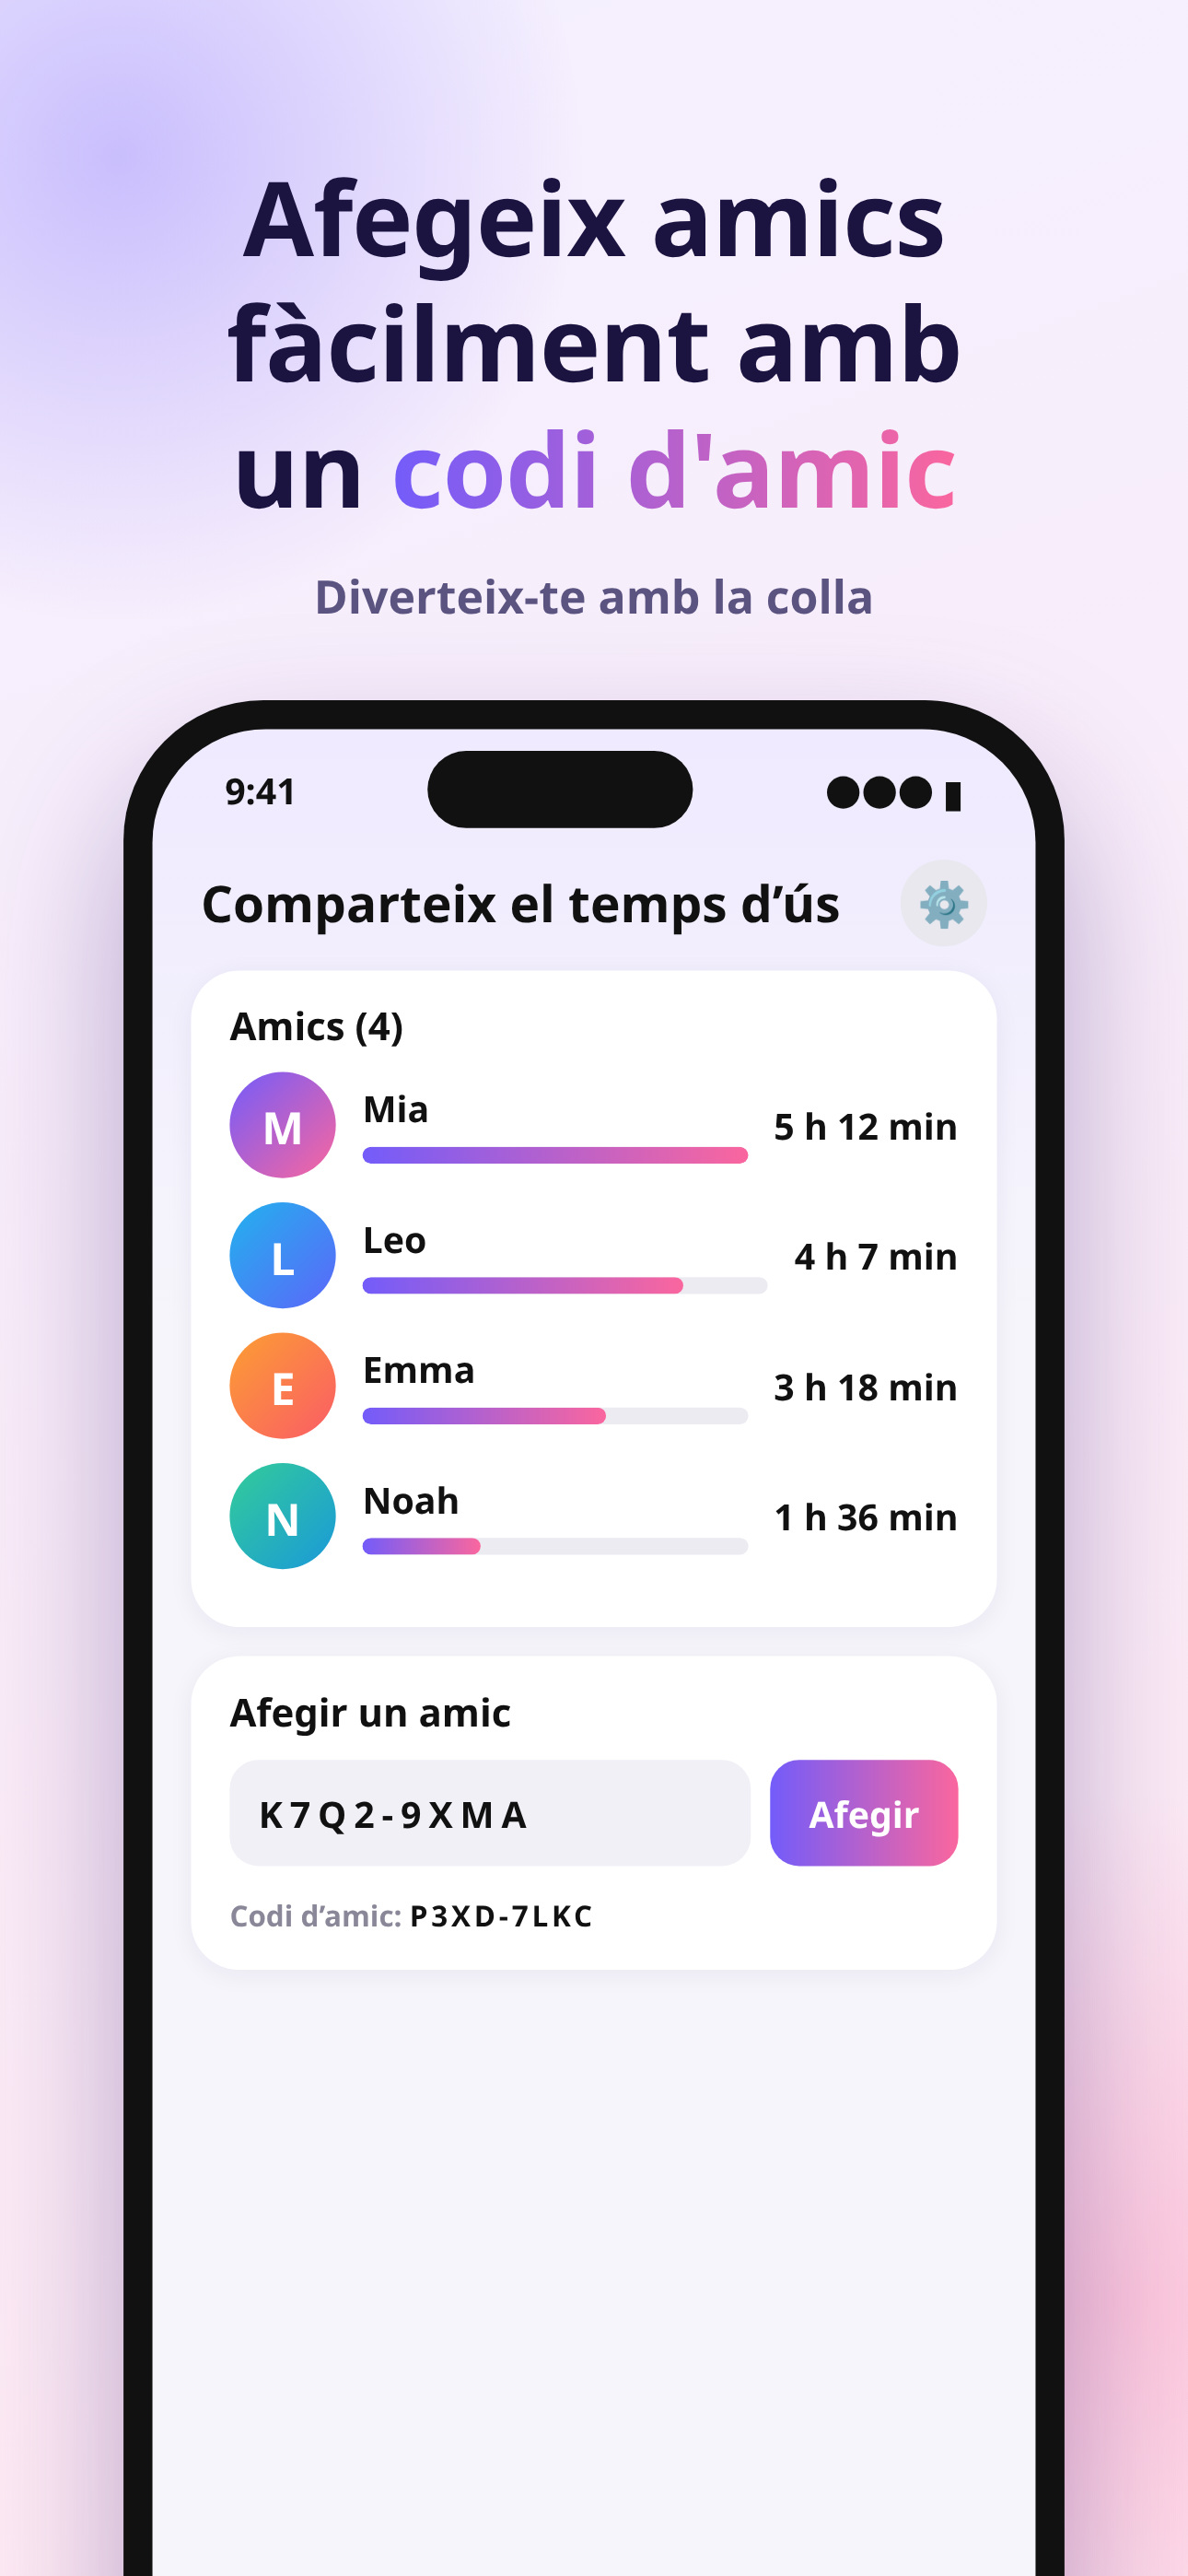 Afegeix amics
fàcilment amb
un codi d'amic
Diverteix-te amb la colla
9:41
Comparteix el temps d’ús
Amics (4)
M
Mia
5 h 12 min
L
Leo
4 h 7 min
E
Emma
3 h 18 min
N
Noah
1 h 36 min
Afegir un amic
K7Q2-9XMA
Afegir
Codi d’amic: P3XD-7LKC